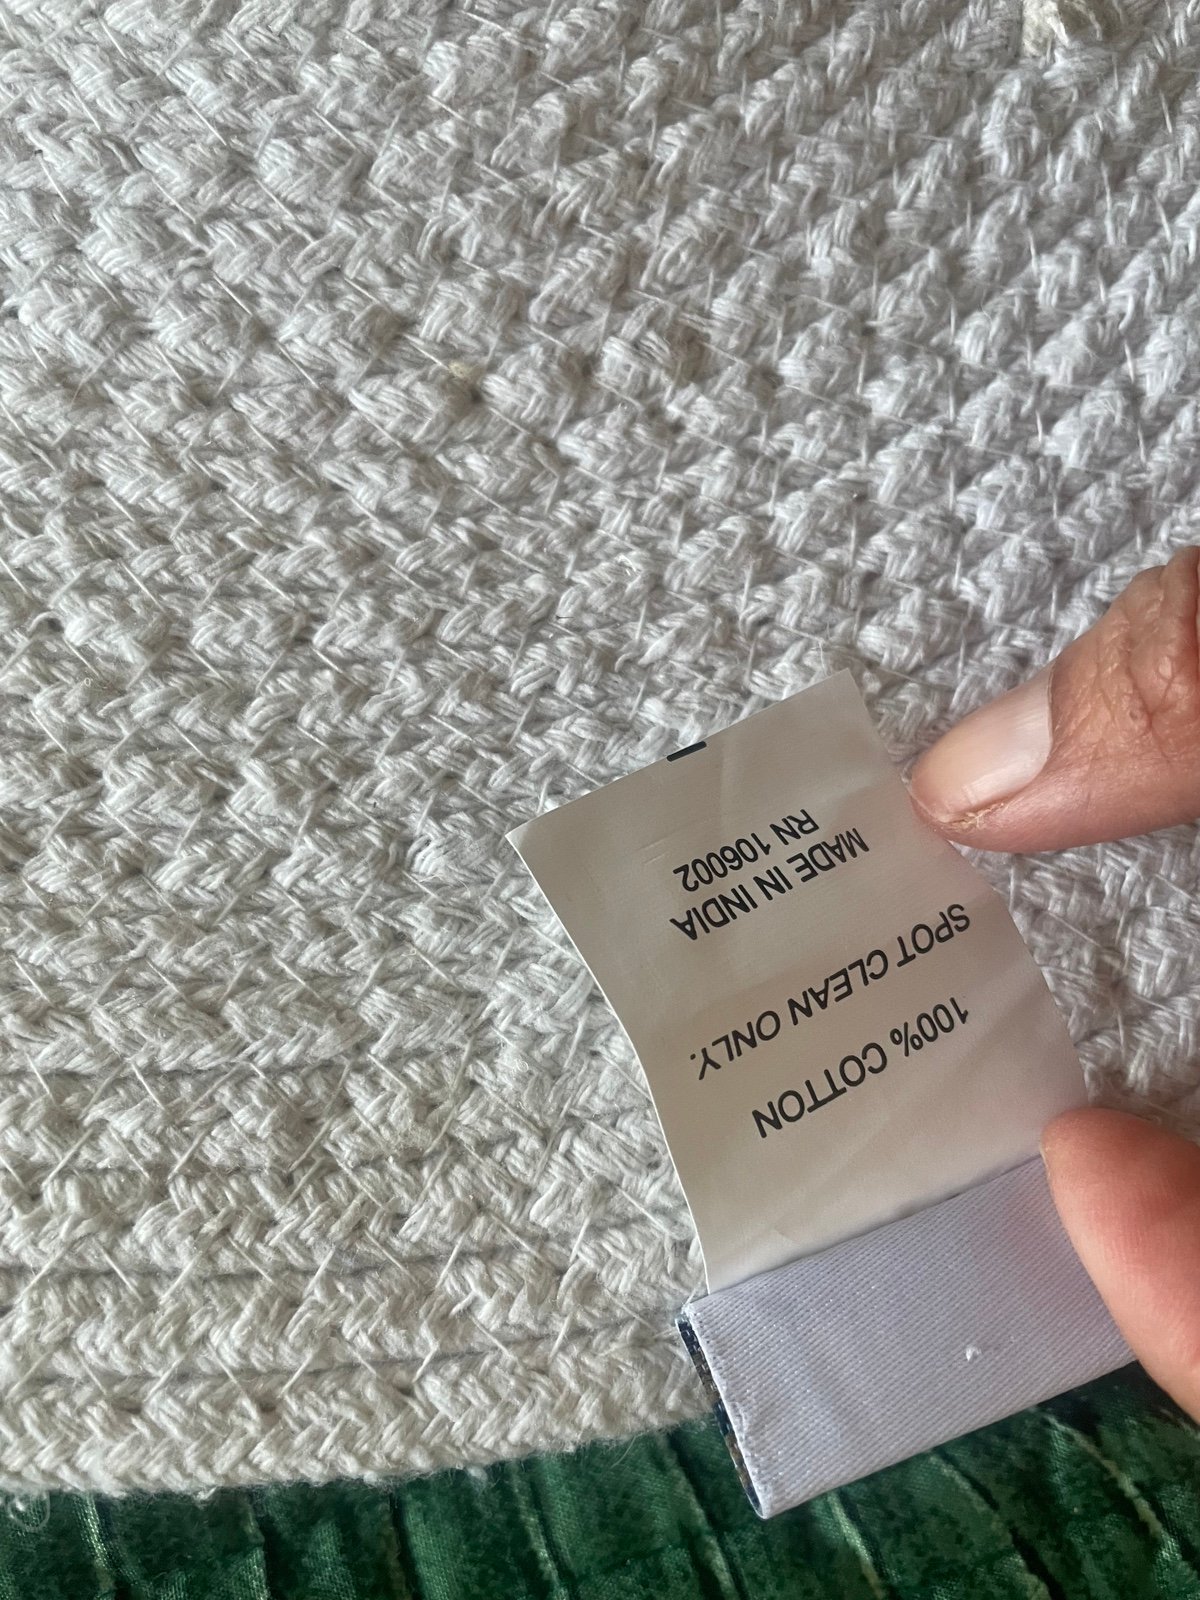 100% COTTON
SPOT CLEAN ONLY.
MADE IN INDIA
RN 106002